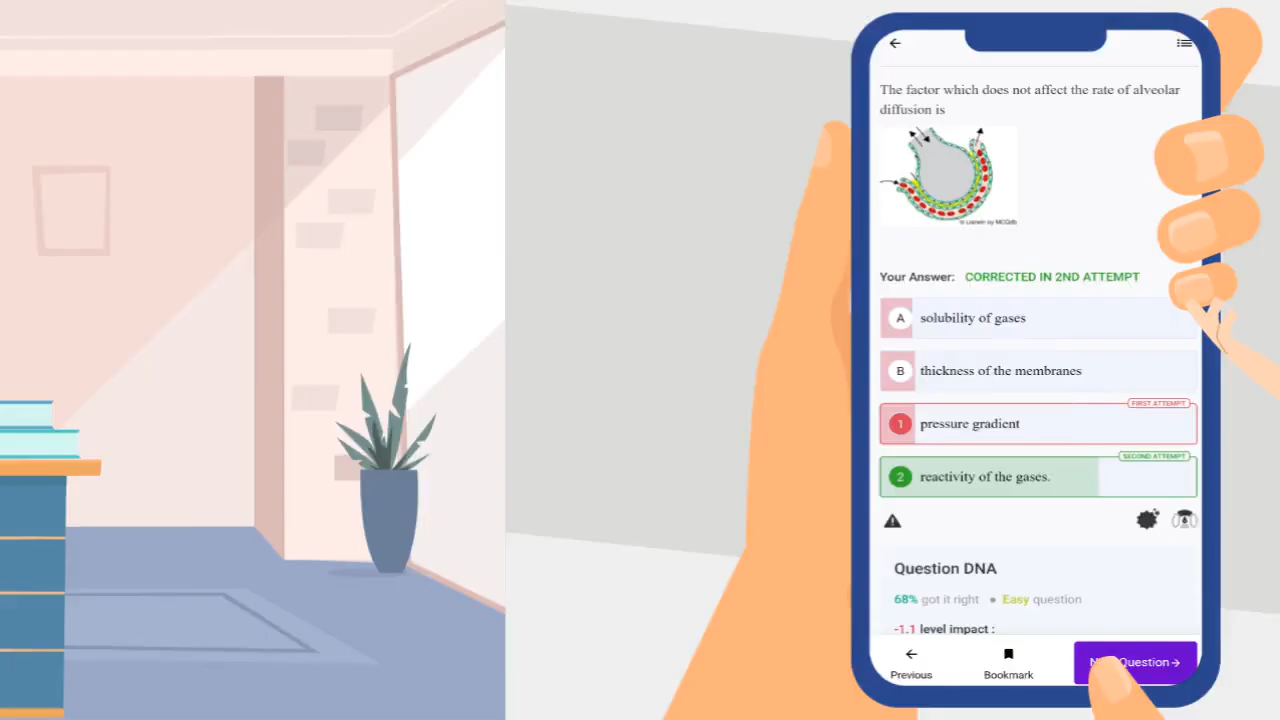 The factor which does not affect the rate of alveolar
diffusion is
Your Answer: CORRECTED IN 2ND ATTEMPT
A solubility of gases
B thickness of the membranes
FIRST ATTEMPT
1 pressure gradient
SECOND ATTEMPT
2 reactivity of the gases.
Question DNA
68% got it right • Easy question
-1.1 level impact :
Previous
Bookmark
Question→